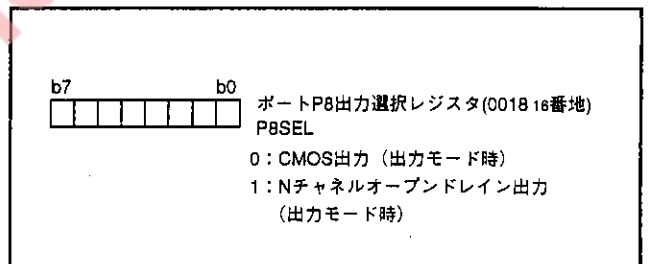 b7 b0
ポートP8出力選択レジスタ(0018 16番地)
P8SEL
0：CMOS出力（出力モード時）
1：Nチャネルオープンドレイン出力
（出力モード時）